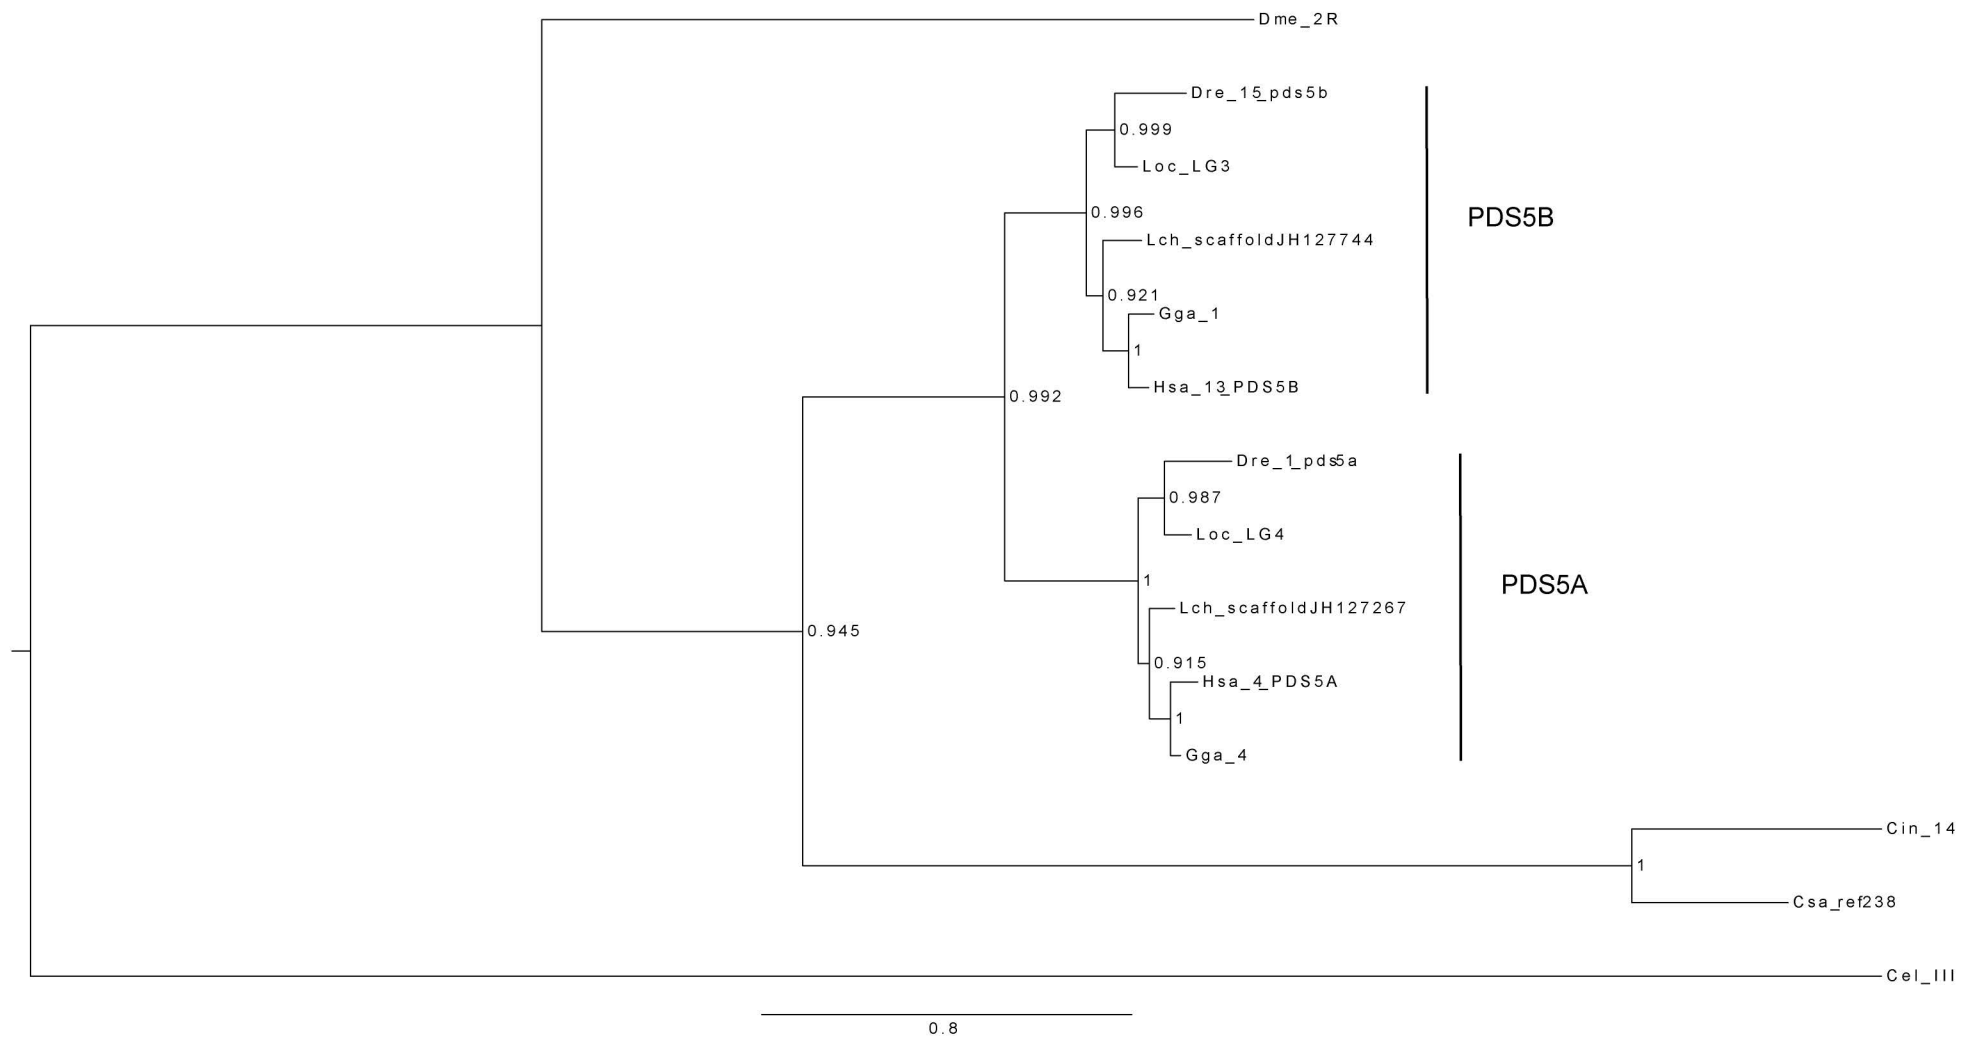 Dme_2R
Dre_15_pds5b
0.999
Loc_LG3
0.996
PDS5B
Lch_scaffoldJH127744
0.921
Gga_1
1
Hsa_13_PDS5B
0.992
Dre_1_pds5a
0.987
Loc_LG4
1
PDS5A
Lch_scaffoldJH127267
0.945
0.915
Hsa_4_PDS5A
1
Gga_4
Cin_14
1
Csa_ref238
Cel_III
0.8